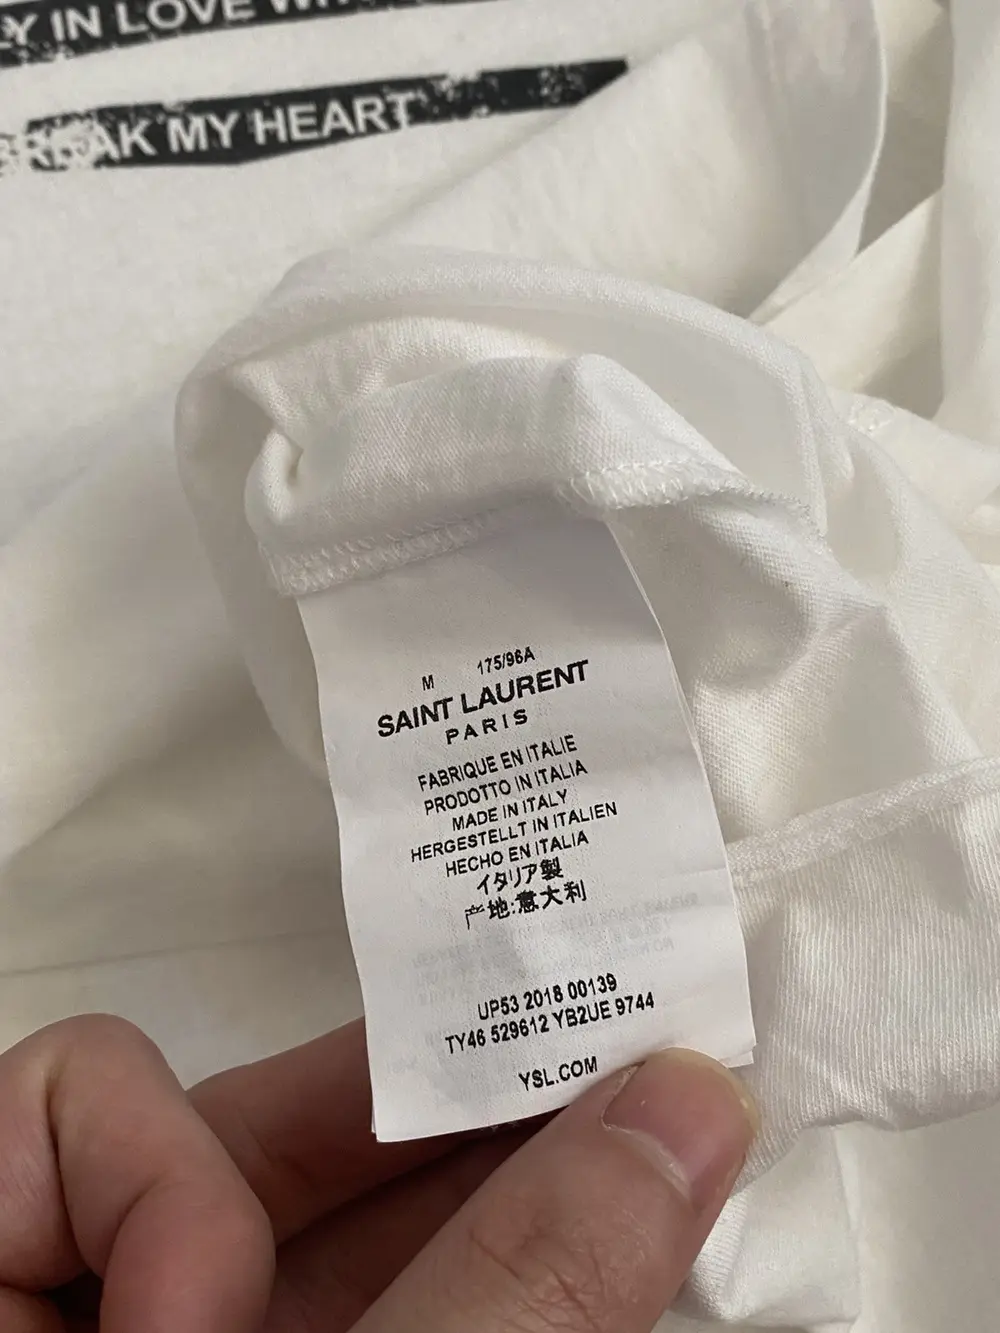 Y IN LOVE
BREAK MY HEART
M 175/96A
SAINT LAURENT
PARIS
FABRIQUE EN ITALIE
PRODOTTO IN ITALIA
MADE IN ITALY
HERGESTELLT IN ITALIEN
HECHO EN ITALIA
イタリア製
产地:意大利
UP53 2018 00139
TY46 529612 YB2UE 9744
YSL.COM